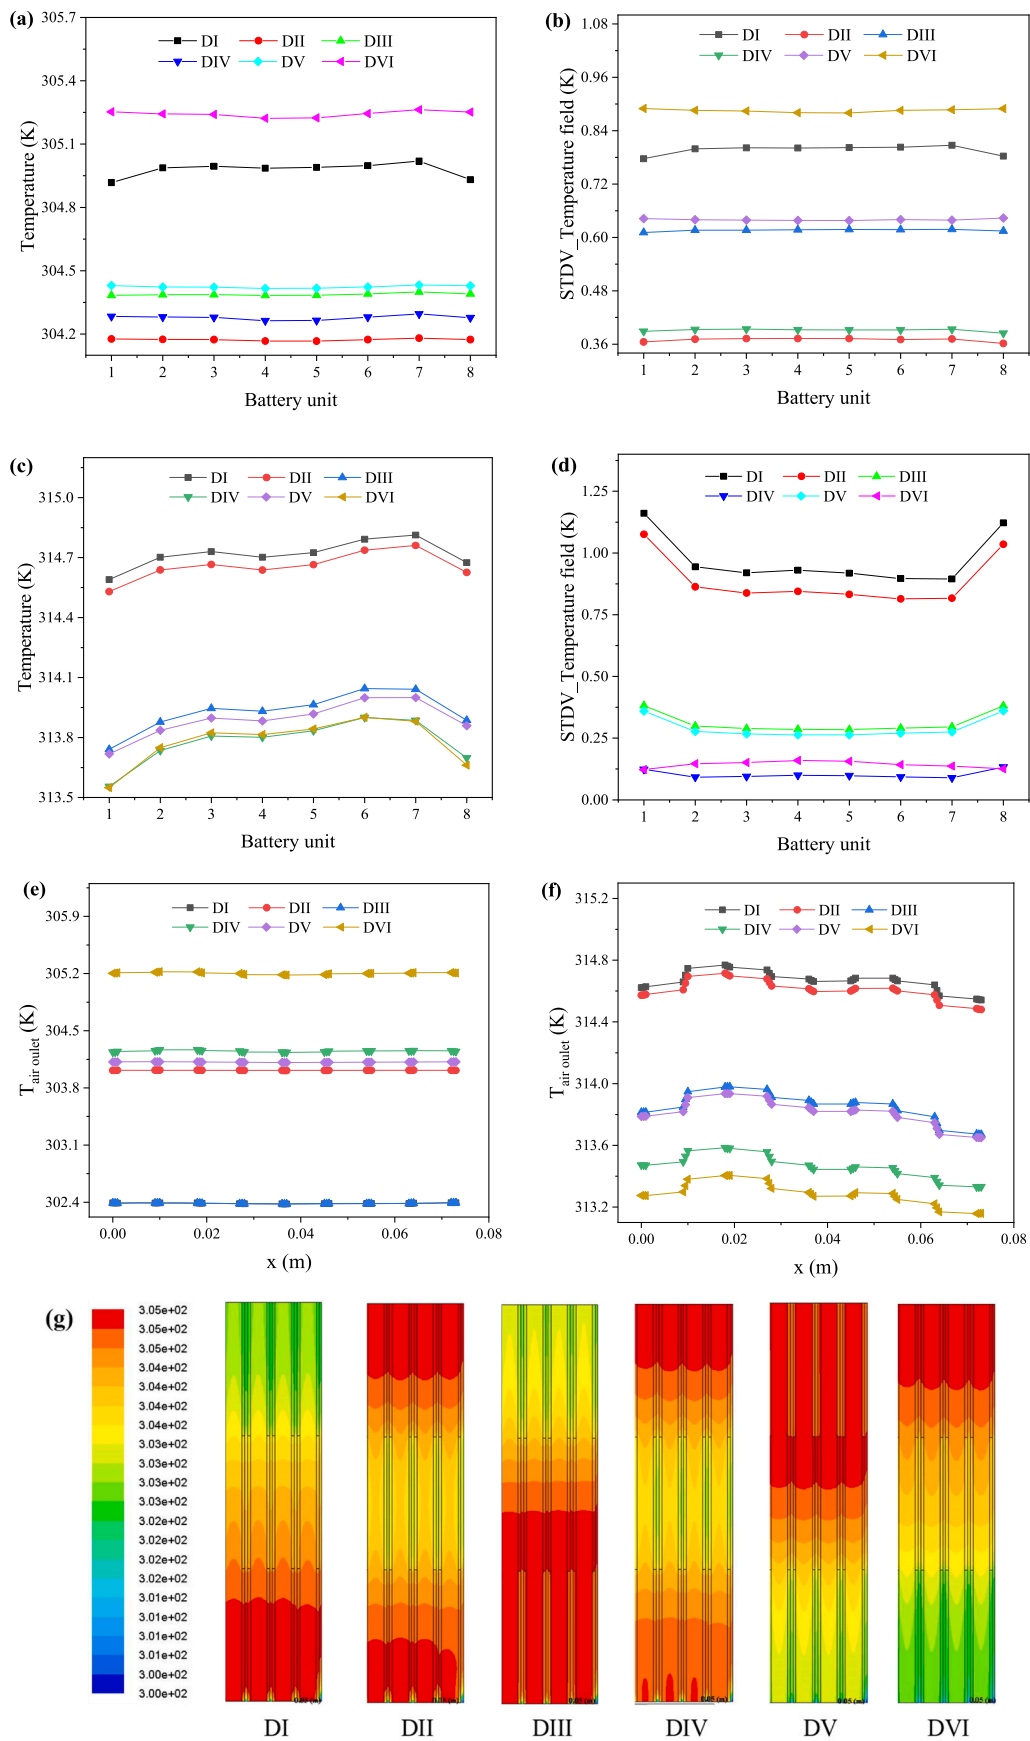 (a)
305.7
305.4
305.1
304.8
304.5
304.2
Temperature (K)
DI DII DIII
DIV DV DVI
1 2 3 4 5 6 7 8
Battery unit
(b)
1.08
0.96
0.84
0.72
0.60
0.48
0.36
STDV_Temperature field (K)
DI DII DIII
DIV DV DVI
1 2 3 4 5 6 7 8
Battery unit
(c)
315.0
314.7
314.4
314.1
313.8
313.5
Temperature (K)
DI DII DIII
DIV DV DVI
1 2 3 4 5 6 7 8
Battery unit
(d)
1.25
1.00
0.75
0.50
0.25
0.00
STDV_Temperature field (K)
DI DII DIII
DIV DV DVI
1 2 3 4 5 6 7 8
Battery unit
(e)
305.9
305.2
304.5
303.8
303.1
302.4
Tair oulet (K)
DI DII DIII
DIV DV DVI
0.00 0.02 0.04 0.06 0.08
x (m)
(f)
315.2
314.8
314.4
314.0
313.6
313.2
Tair oulet (K)
DI DII DIII
DIV DV DVI
0.00 0.02 0.04 0.06 0.08
x (m)
(g)
3.05e+02
3.05e+02
3.05e+02
3.04e+02
3.04e+02
3.04e+02
3.04e+02
3.03e+02
3.03e+02
3.03e+02
3.03e+02
3.02e+02
3.02e+02
3.02e+02
3.02e+02
3.01e+02
3.01e+02
3.01e+02
3.01e+02
3.00e+02
3.00e+02
0.05 (m) 0.05 (m) 0.05 (m) 0.05 (m)
DI DII DIII DIV DV DVI